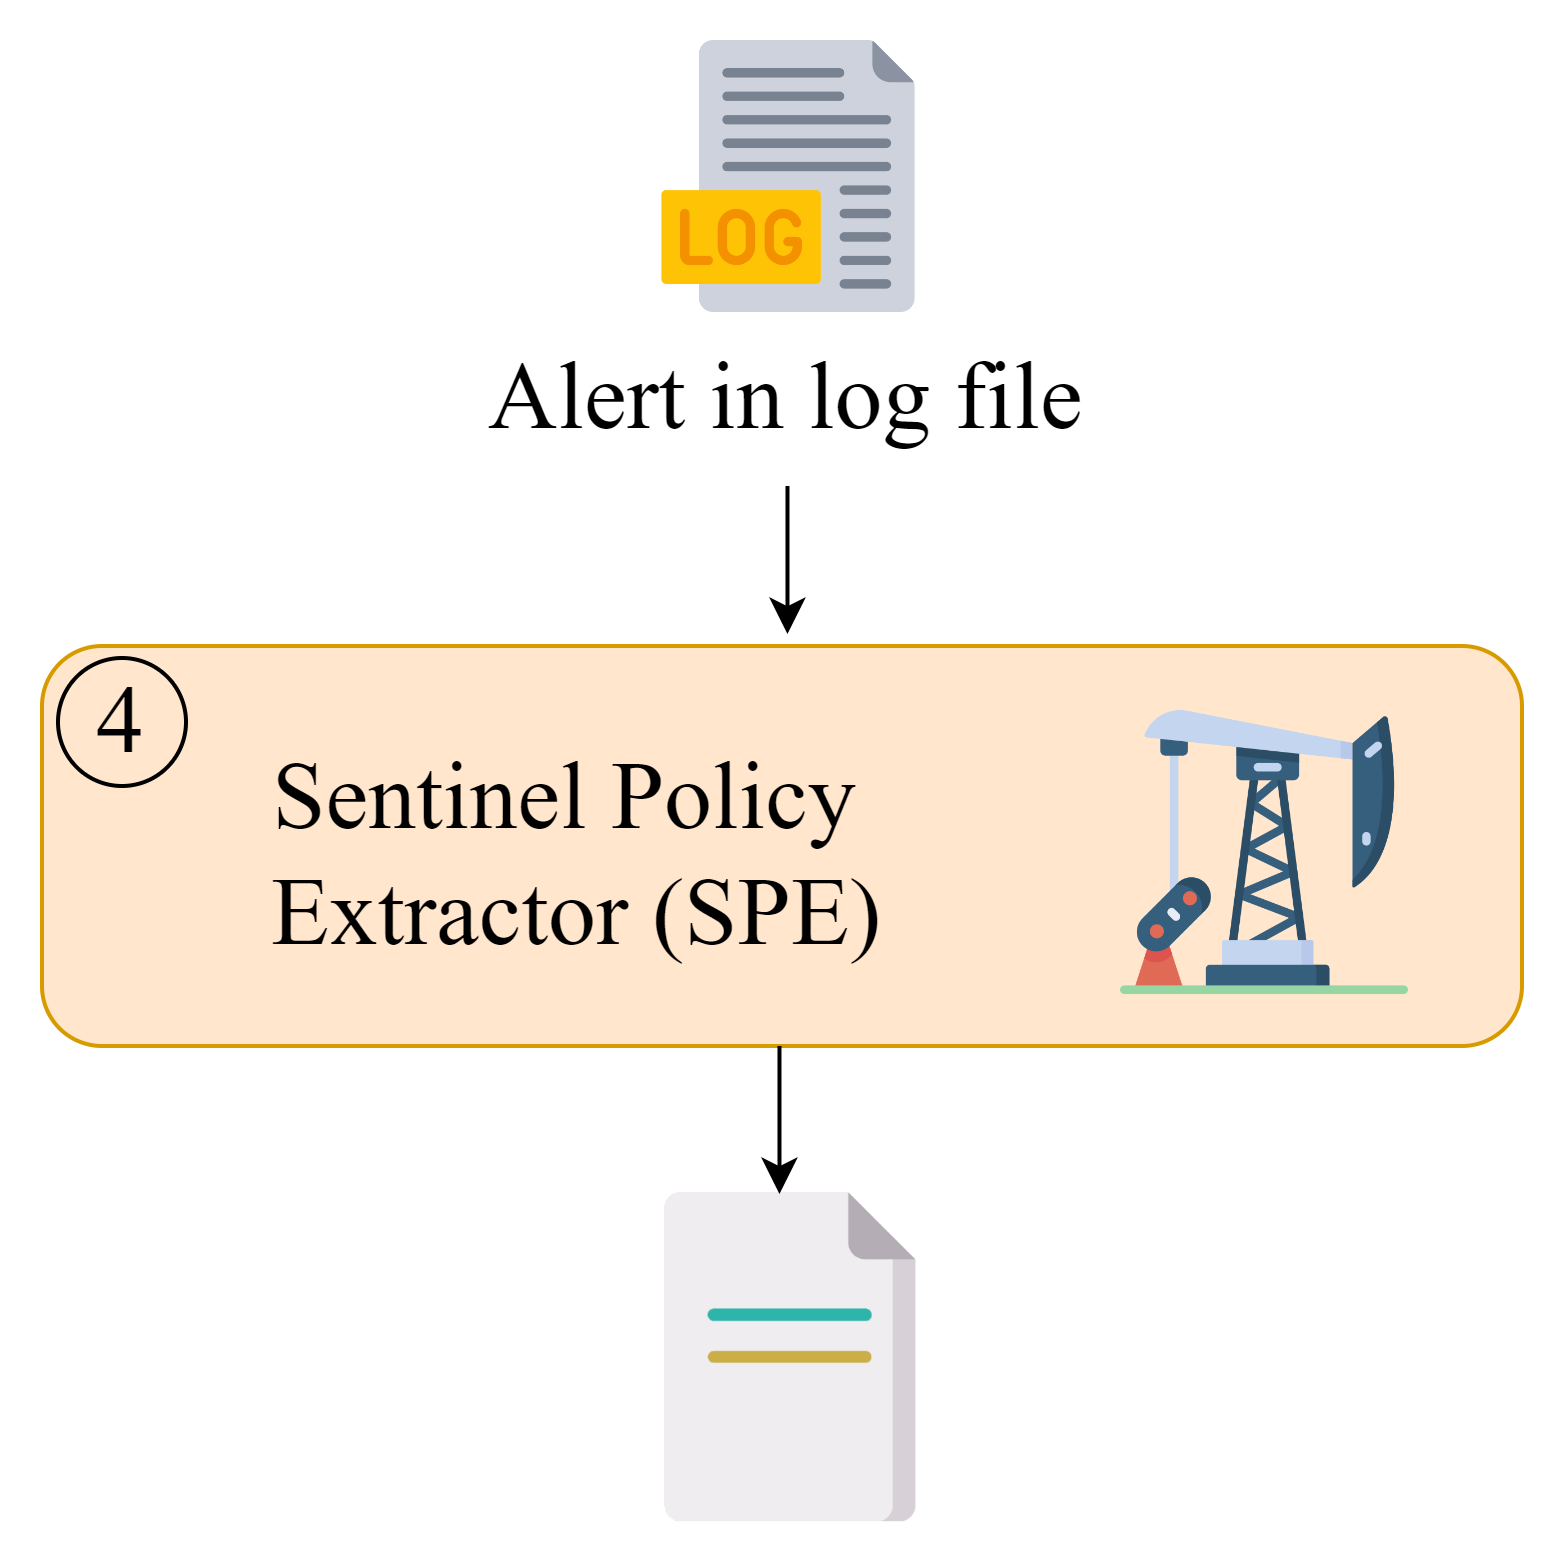 LOG
Alert in log file
4
Sentinel Policy
Extractor (SPE)